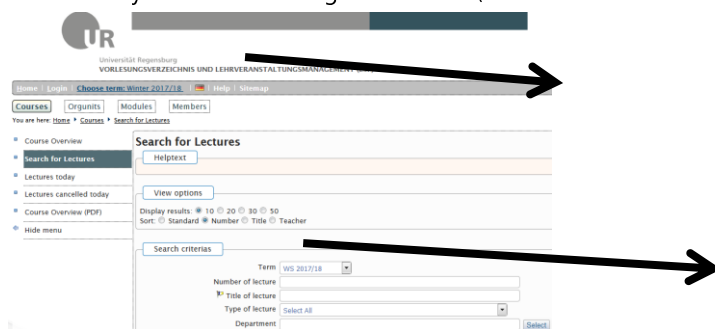 UR
Universität Regensburg
VORLESUNGSVERZEICHNIS UND LEHRVERANSTALTUNGSMANAGEMENT
Home | Login | Choose term: Winter 2017/18 | Help | Sitemap
Courses Orgunits Modules Members
You are here: Home Courses Search for Lectures
Course Overview
Search for Lectures
Lectures today
Lectures cancelled today
Course Overview (PDF)
Hide menu
Search for Lectures
Helptext
View options
Display results: 10 20 30 50
Sort: Standard Number Title Teacher
Search criterias
Term WS 2017/18
Number of lecture
Title of lecture
Type of lecture Select All
Department Select